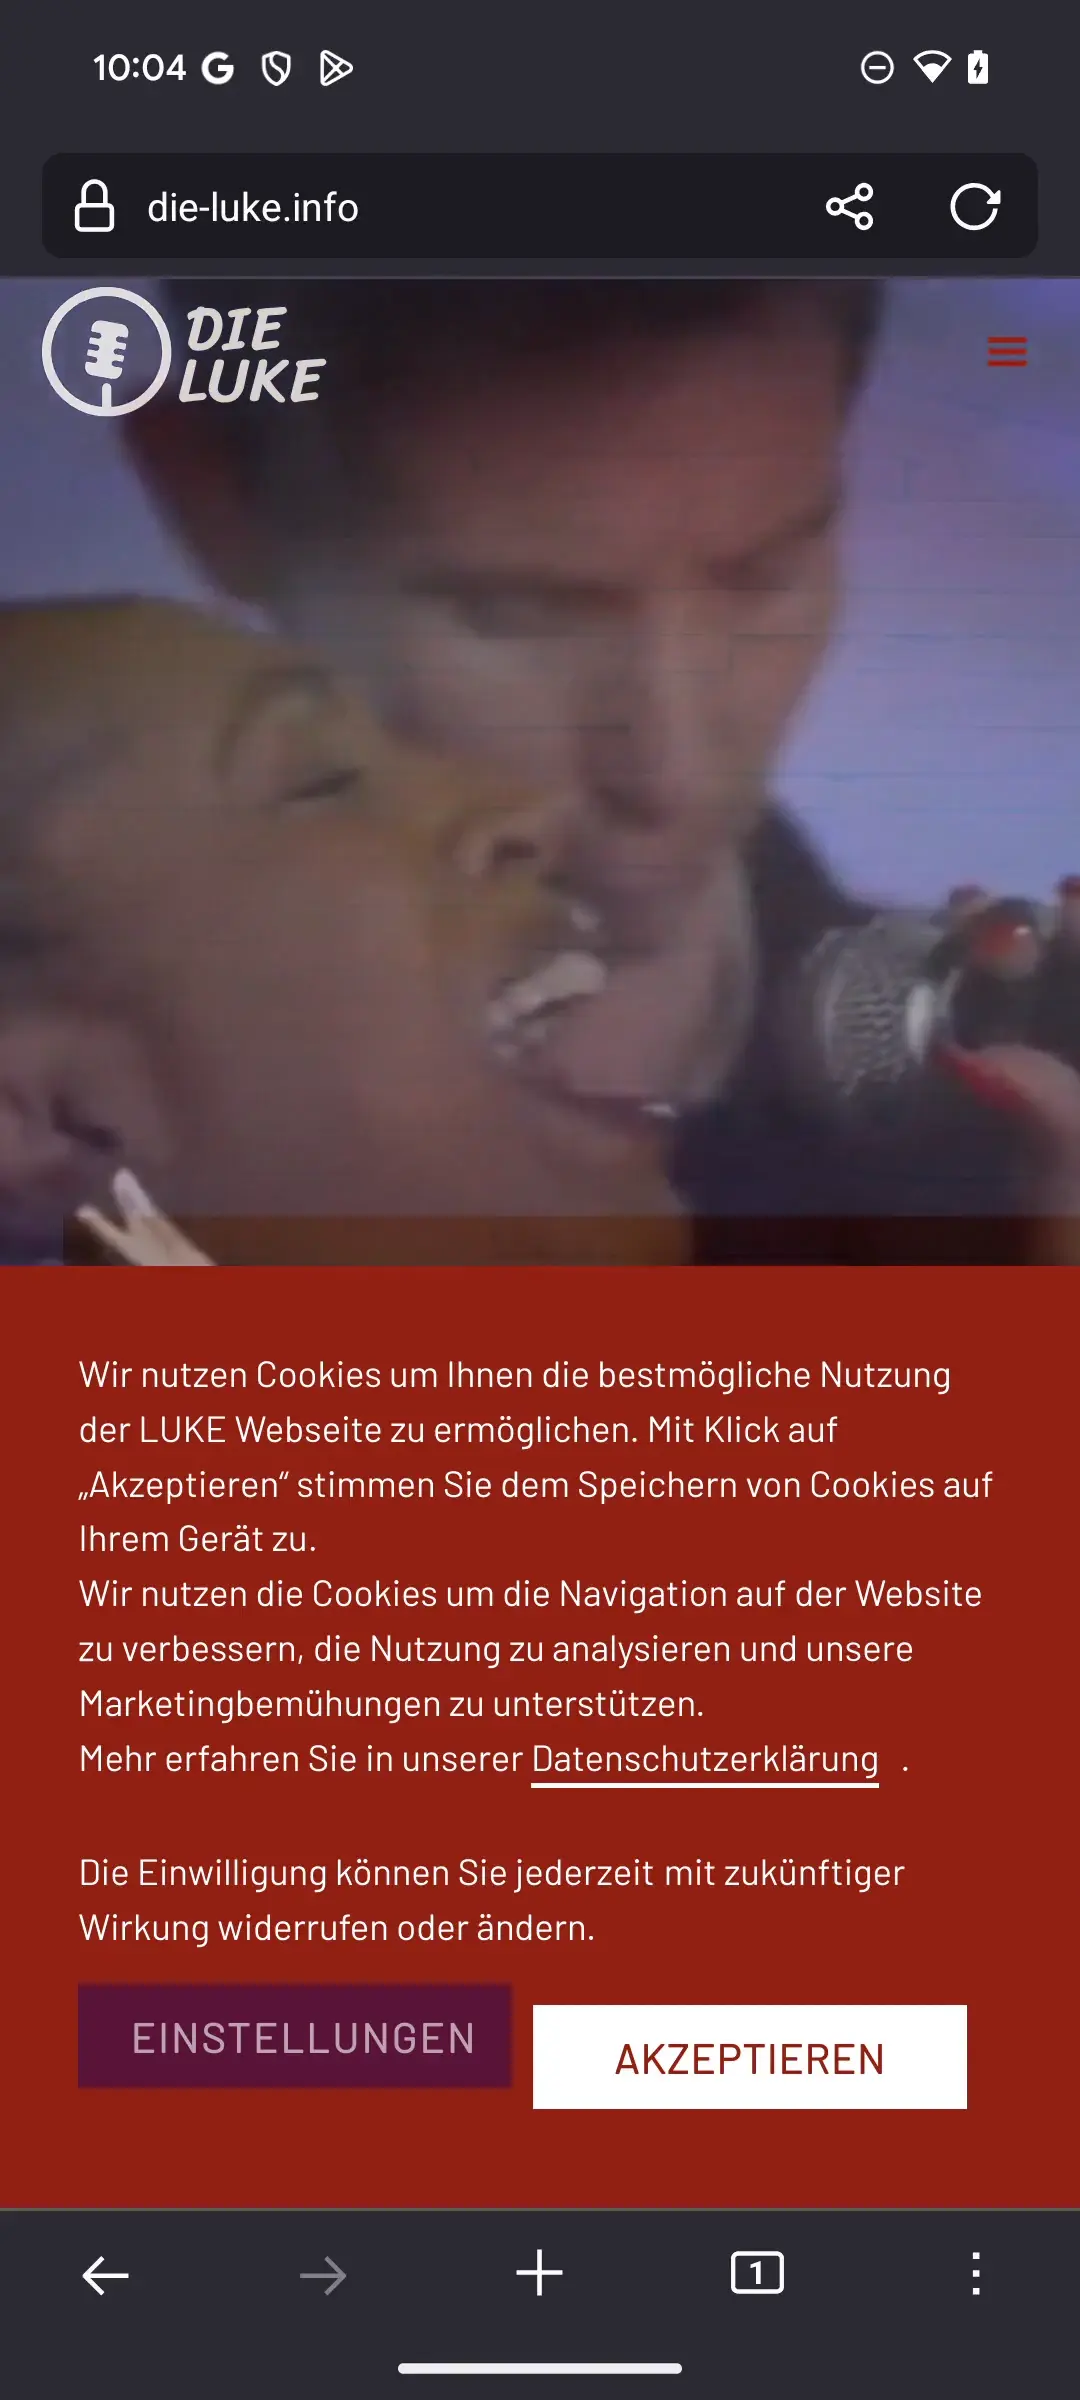 10:04
die-luke.info
DIE
LUKE
Wir nutzen Cookies um Ihnen die bestmögliche Nutzung
der LUKE Webseite zu ermöglichen. Mit Klick auf
„Akzeptieren“ stimmen Sie dem Speichern von Cookies auf
Ihrem Gerät zu.
Wir nutzen die Cookies um die Navigation auf der Website
zu verbessern, die Nutzung zu analysieren und unsere
Marketingbemühungen zu unterstützen.
Mehr erfahren Sie in unserer Datenschutzerklärung .
Die Einwilligung können Sie jederzeit mit zukünftiger
Wirkung widerrufen oder ändern.
EINSTELLUNGEN
AKZEPTIEREN
1